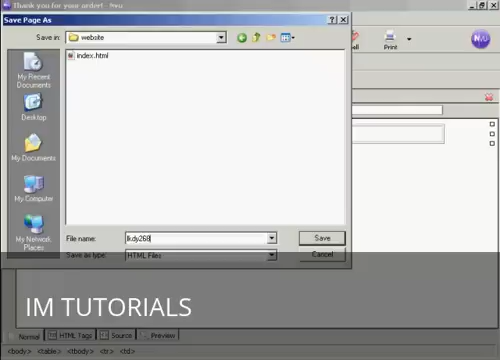 Thank you for your order! - Nvu
Save Page As
Save in:
website
index.html
My Recent
Documents
Desktop
My Documents
My Computer
My Network
Places
File name:
lkdy268
Save
Save as type:
HTML Files
Cancel
Print
IM TUTORIALS
Normal
HTML Tags
Source
Preview
<body> <table> <tbody> <tr> <td>